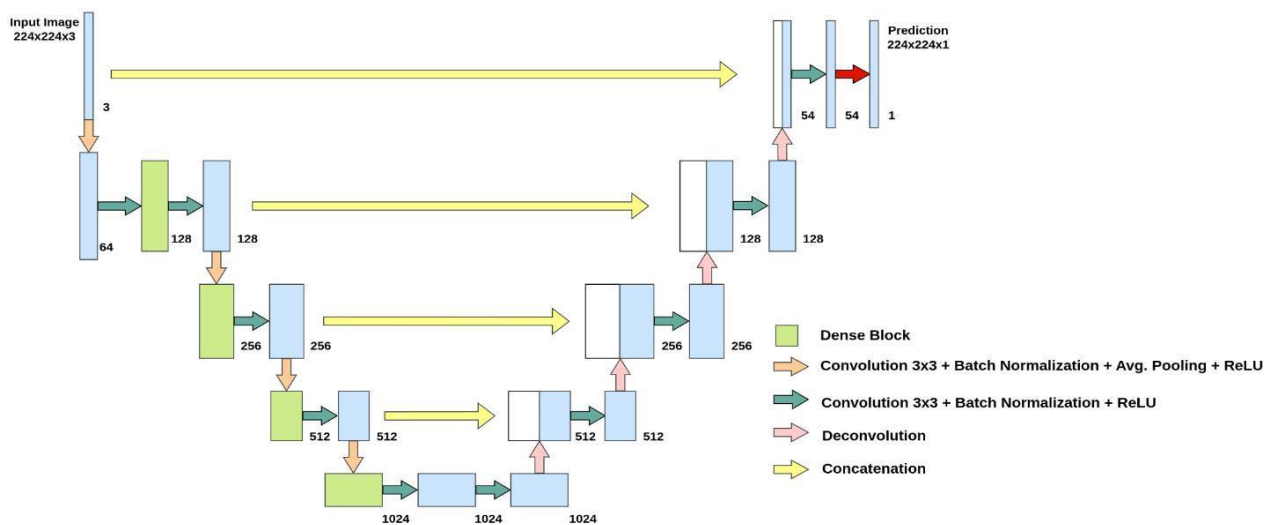 Input Image
224x224x3
Prediction
224x224x1
3
54
54
1
64
128
128
128
128
256
256
256
256
Dense Block
Convolution 3x3 + Batch Normalization + Avg. Pooling + ReLU
Convolution 3x3 + Batch Normalization + ReLU
512
512
512
512
Deconvolution
Concatenation
1024
1024
1024